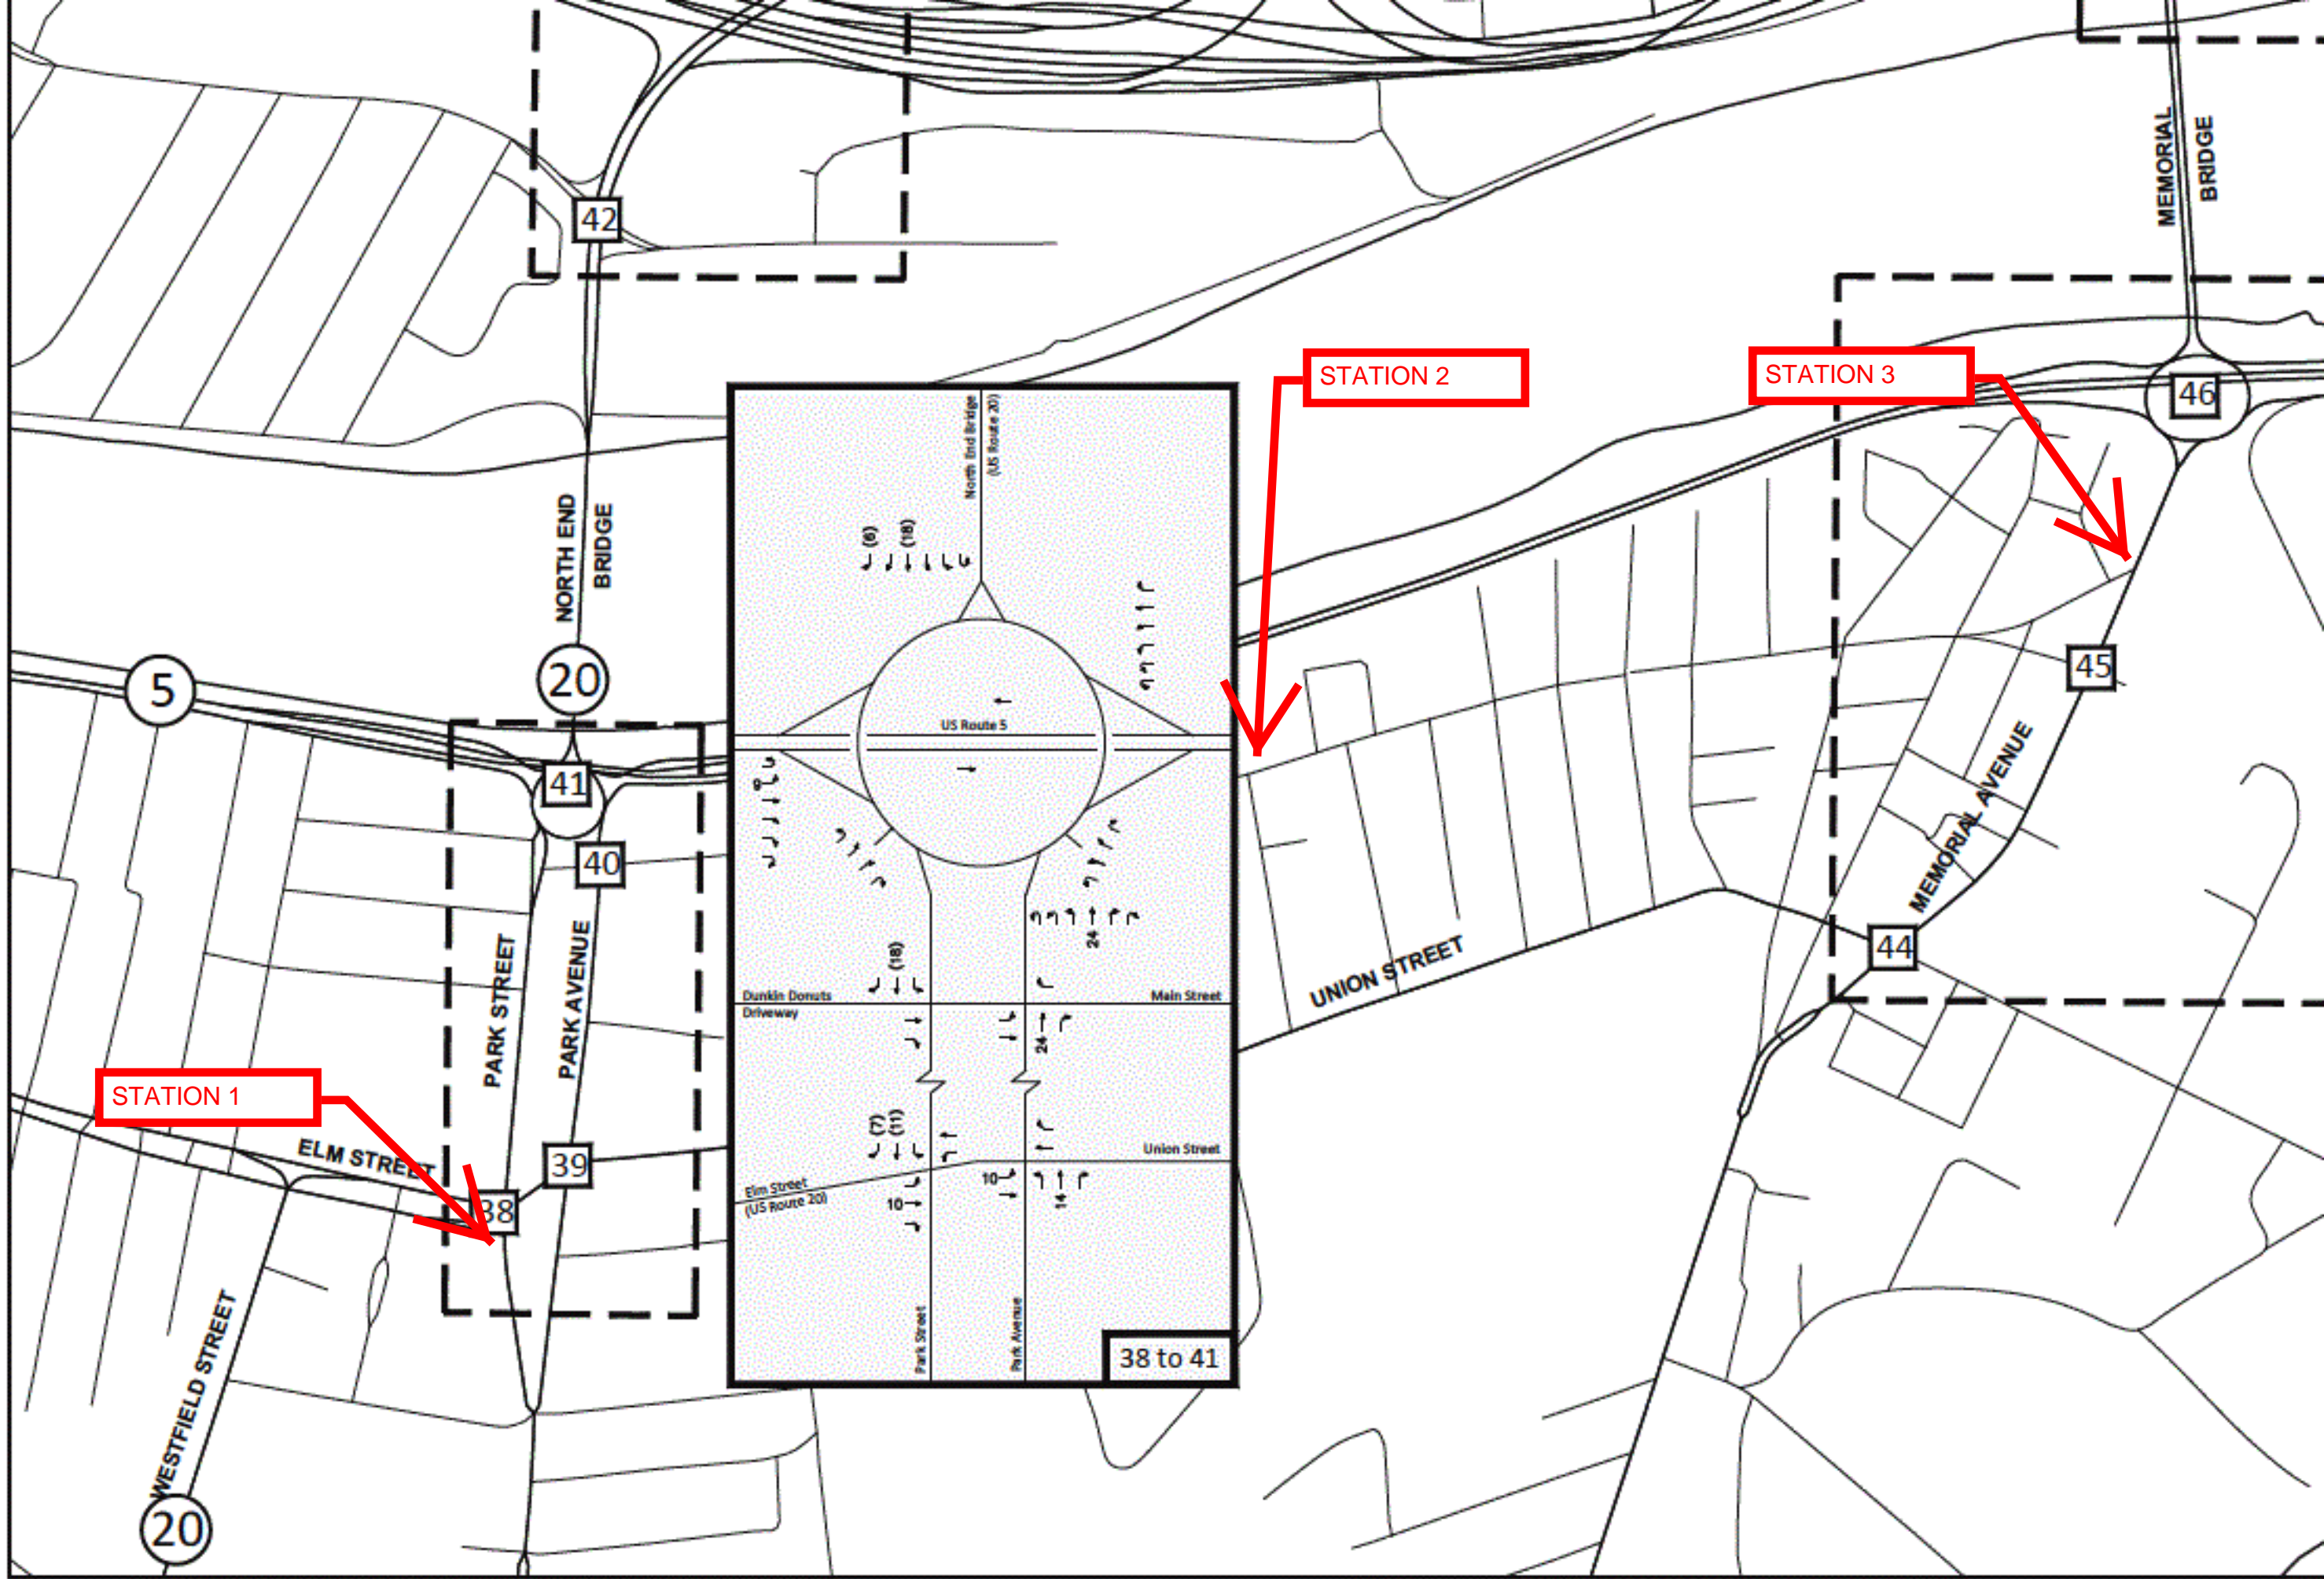 42
MEMORIAL
BRIDGE
NORTH END
BRIDGE
STATION 2
STATION 3
46
5
20
41
40
45
MEMORIAL AVENUE
PARK STREET
PARK AVENUE
UNION STREET
44
STATION 1
ELM STREET
39
38
WESTFIELD STREET
20
North End Bridge
(US Route 20)
(6)
(18)
US Route 5
0
24
(18)
Dunkin Donuts
Driveway
Main Street
24
(7)
(11)
Union Street
Elm Street
(US Route 20)
10
10
14
Park Street
Park Avenue
38 to 41